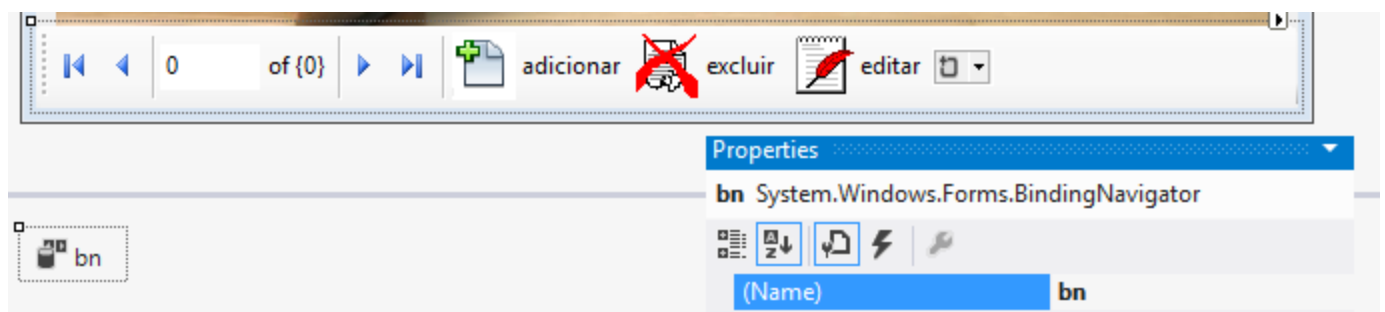 0 of {0} adicionar excluir editar
Properties
bn System.Windows.Forms.BindingNavigator
bn
(Name) bn